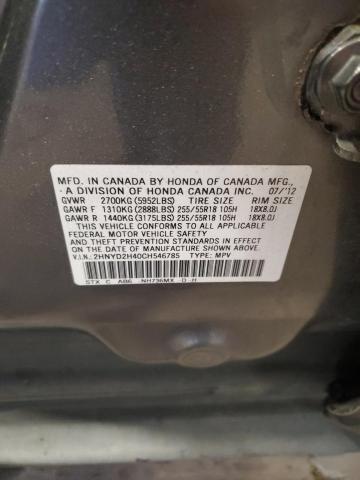 MFD. IN CANADA BY HONDA OF CANADA MFG.,
- A DIVISION OF HONDA CANADA INC. 07/'12
GVWR 2700KG (5952LBS) TIRE SIZE RIM SIZE
GAWR F 1310KG (2888LBS) 255/55R18 105H 18X8.0J
GAWR R 1440KG (3175LBS) 255/55R18 105H 18X8.0J
THIS VEHICLE CONFORMS TO ALL APPLICABLE
FEDERAL MOTOR VEHICLE SAFETY AND THEFT
PREVENTION STANDARDS IN EFFECT
ON THE DATE OF MANUFACTURE SHOWN ABOVE.
V.I.N.: 2HNYD2H40CH546785 TYPE: MPV
STX C AB6 NH736MX -D -H